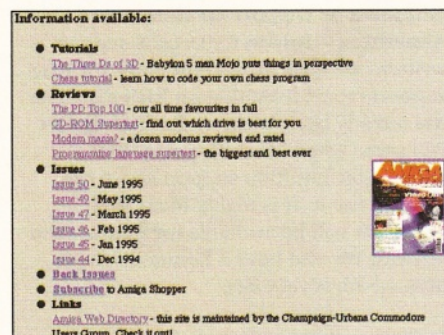 Information available:
Tutorials
The Three Ds of 3D - Babylon 5 man Mojo puts things in perspective
Chess tutorial - learn how to code your own chess program
Reviews
The PD Top 100 - our all time favourites in full
CD-ROM Supertest - find out which drive is best for you
Modem mania? - a dozen modems reviewed and rated
Programming language supertest - the biggest and best ever
Issues
Issue 50 - June 1995
Issue 49 - May 1995
Issue 47 - March 1995
Issue 46 - Feb 1995
Issue 45 - Jan 1995
Issue 44 - Dec 1994
AMIGA
Back Issues
Subscribe to Amiga Shopper
Links
Amiga Web Directory - this site is maintained by the Champaign-Urbana Commodore
Users Group. Check it out!